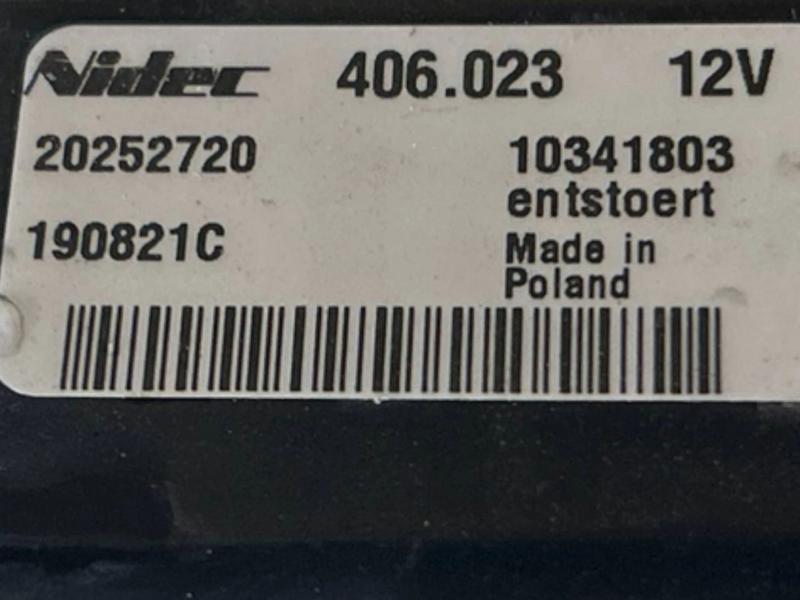 Nidec 406.023 12V
20252720 10341803
entstoert
190821C Made in
Poland